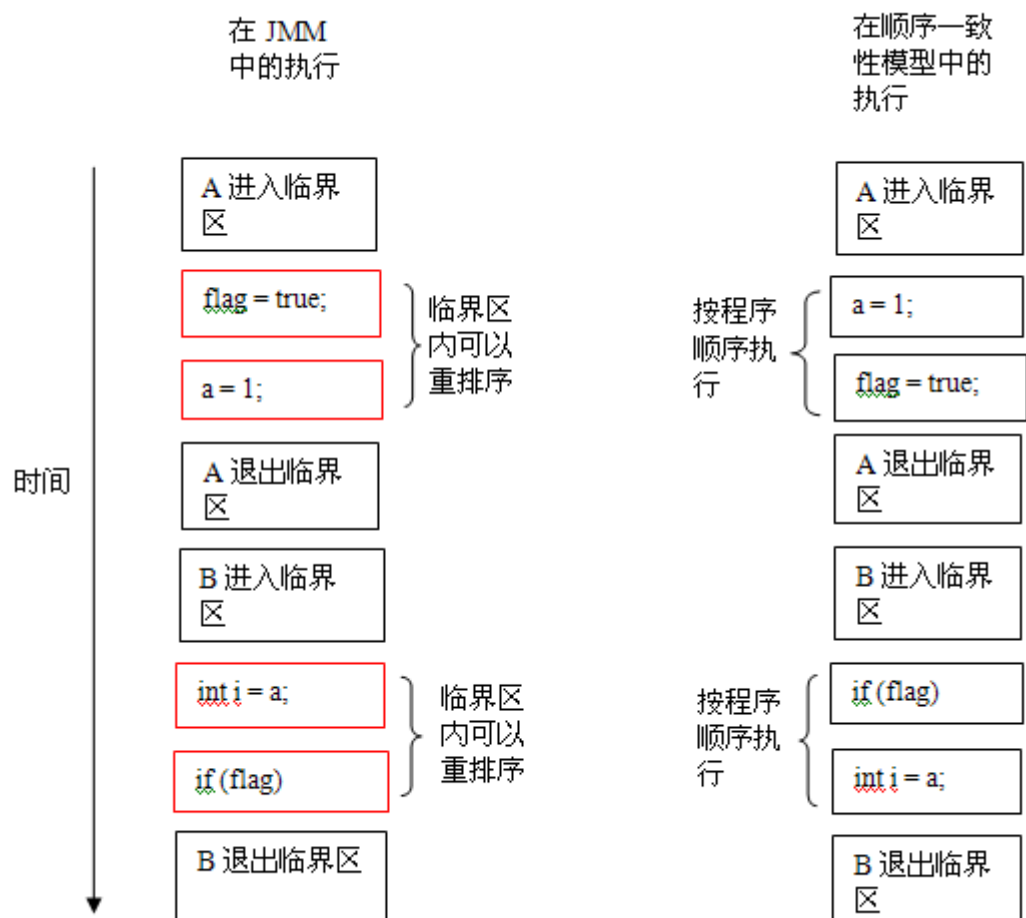 在 JMM
中的执行
在顺序一致
性模型中的
执行
时间
A 进入临界
区
flag = true;
a = 1;
临界区
内可以
重排序
A 退出临界
区
B 进入临界
区
int i = a;
if (flag)
临界区
内可以
重排序
B 退出临界区
A 进入临界
区
按程序
顺序执
行
a = 1;
flag = true;
A 退出临界
区
B 进入临界
区
按程序
顺序执
行
if (flag)
int i = a;
B 退出临界
区